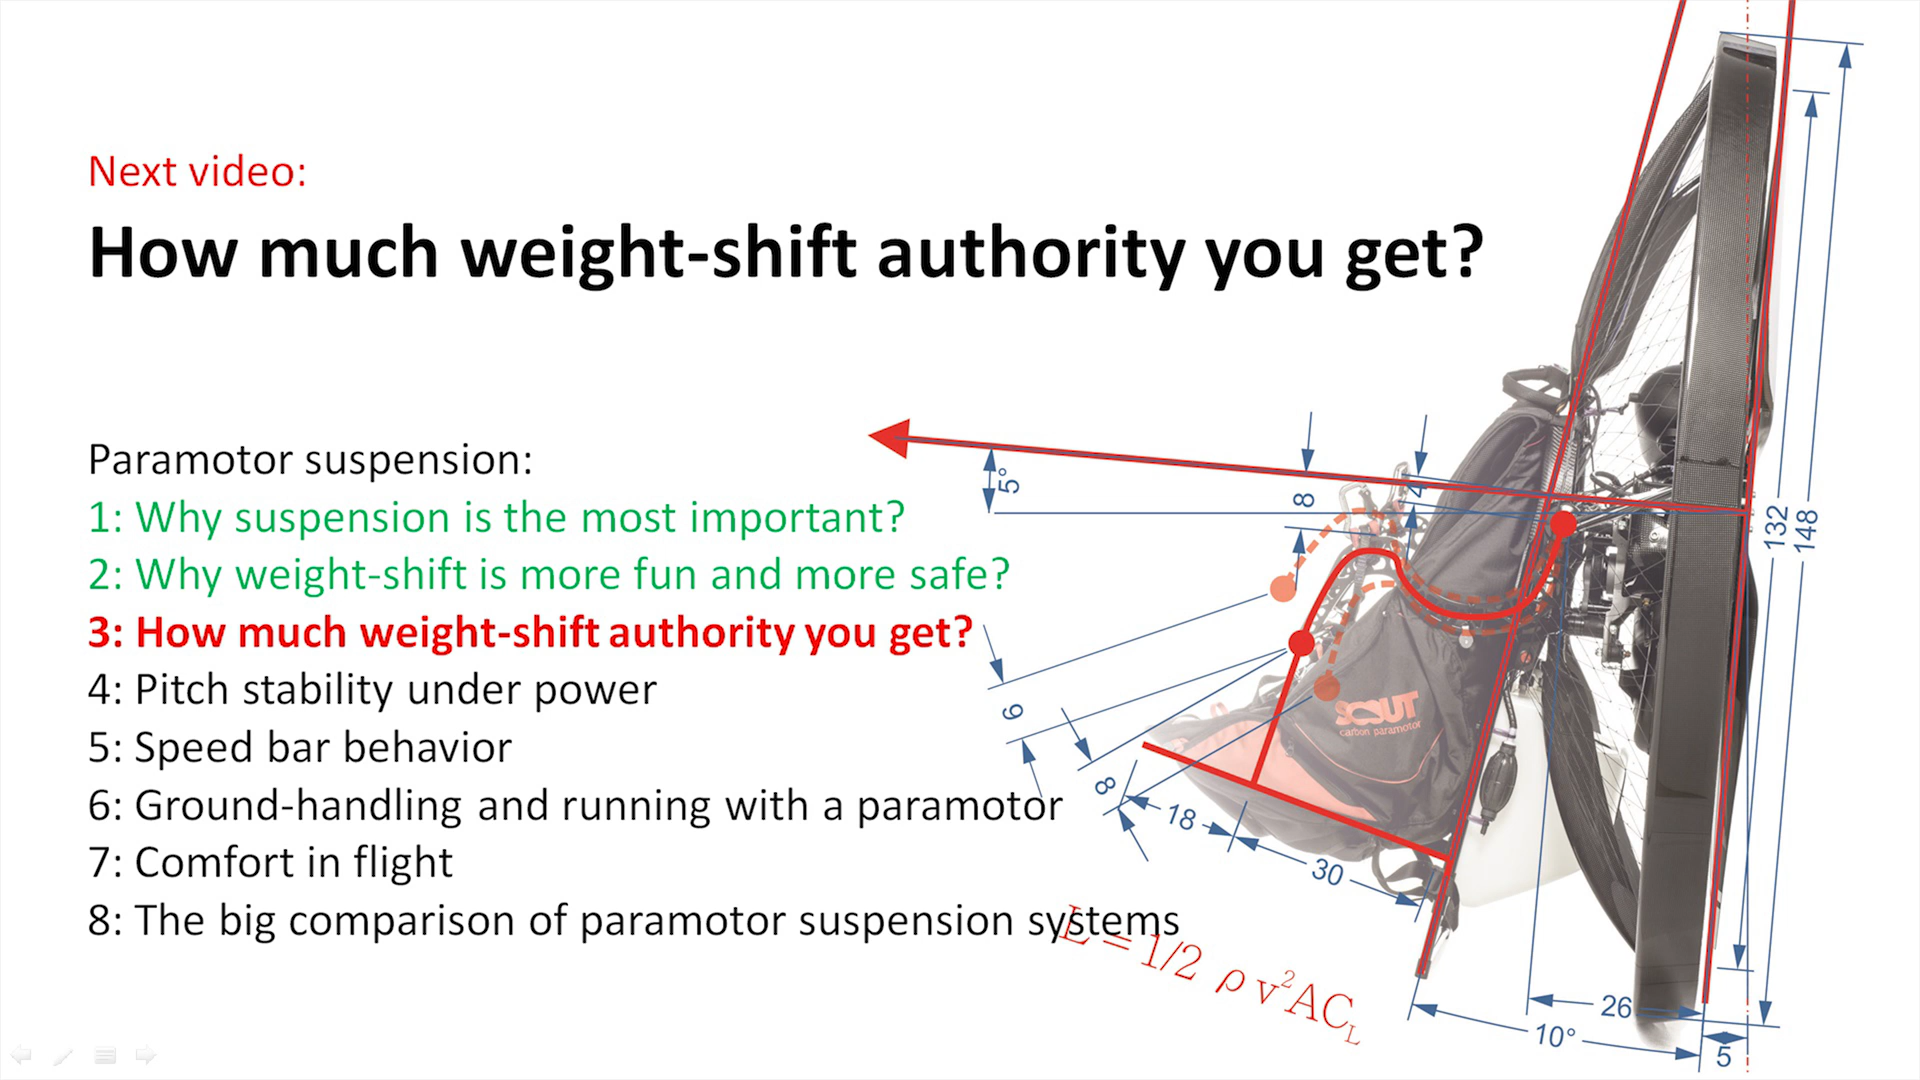 Next video:
How much weight-shift authority you get?
Paramotor suspension:
1: Why suspension is the most important?
2: Why weight-shift is more fun and more safe?
3: How much weight-shift authority you get?
4: Pitch stability under power
5: Speed bar behavior
6: Ground-handling and running with a paramotor
7: Comfort in flight
8: The big comparison of paramotor suspension systems
L = 1/2 ρ v²AC_L
5°
8
4
132
148
6
8
18
30
SCOUT
carbon paramotor
26
10°
5